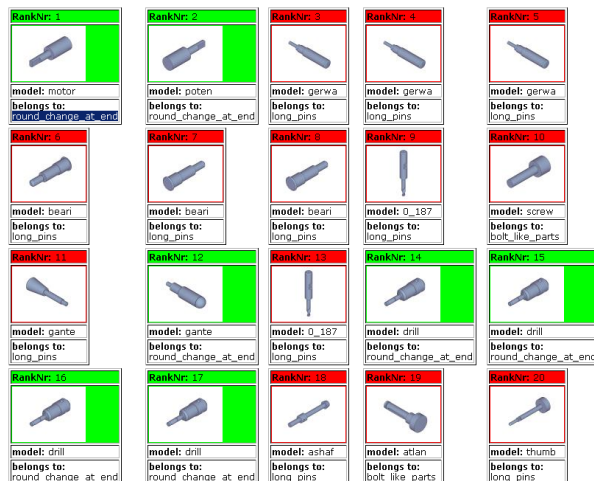 RankNr: 1
model: motor
belongs to:
round_change_at_end
RankNr: 2
model: poten
belongs to:
round_change_at_end
RankNr: 3
model: gerwa
belongs to:
long_pins
RankNr: 4
model: gerwa
belongs to:
long_pins
RankNr: 5
model: gerwa
belongs to:
long_pins
RankNr: 6
model: beari
belongs to:
long_pins
RankNr: 7
model: beari
belongs to:
long_pins
RankNr: 8
model: beari
belongs to:
long_pins
RankNr: 9
model: 0_187
belongs to:
long_pins
RankNr: 10
model: screw
belongs to:
bolt_like_parts
RankNr: 11
model: gante
belongs to:
long_pins
RankNr: 12
model: gante
belongs to:
round_change_at_end
RankNr: 13
model: 0_187
belongs to:
long_pins
RankNr: 14
model: drill
belongs to:
round_change_at_end
RankNr: 15
model: drill
belongs to:
round_change_at_end
RankNr: 16
model: drill
belongs to:
round_change_at_end
RankNr: 17
model: drill
belongs to:
round_change_at_end
RankNr: 18
model: ashaf
belongs to:
long_pins
RankNr: 19
model: atlan
belongs to:
bolt_like_parts
RankNr: 20
model: thumb
belongs to:
long_pins